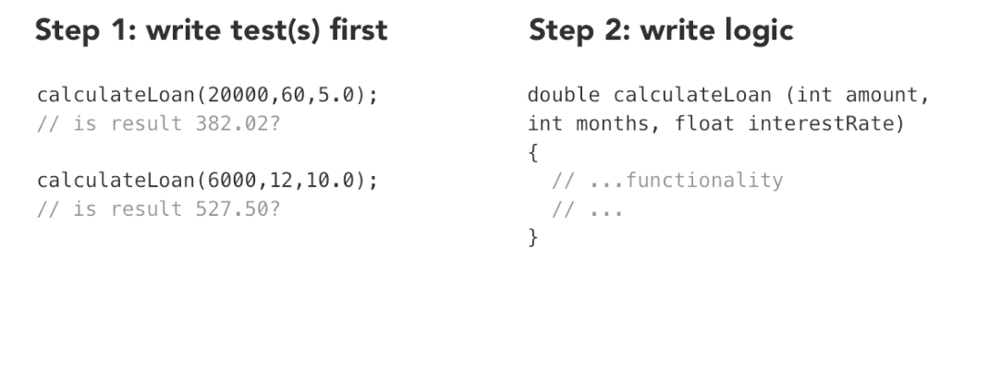 Step 1: write test(s) first
calculateLoan(20000,60,5.0);
// is result 382.02?
calculateLoan(6000,12,10.0);
// is result 527.50?
Step 2: write logic
double calculateLoan (int amount,
int months, float interestRate)
{
// ...functionality
// ...
}